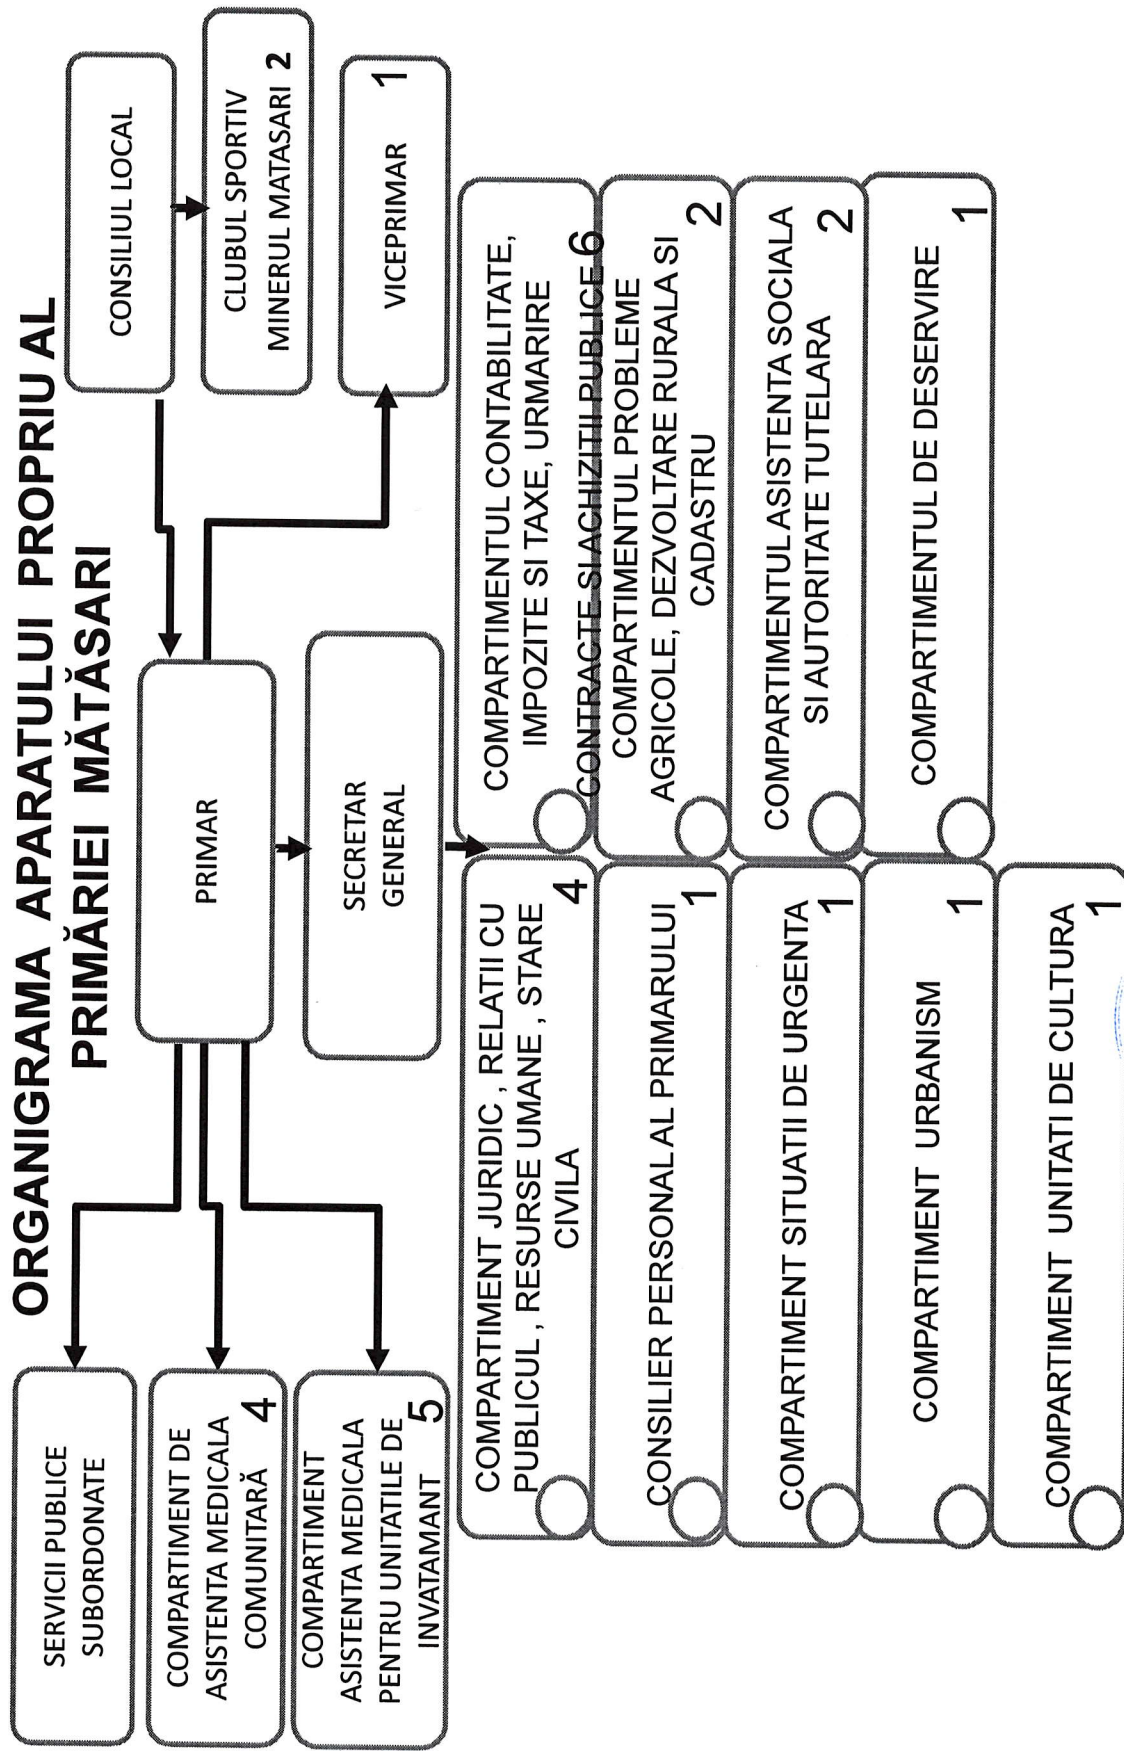 ORGANIGRAMA APARATULUI PROPRIU AL
PRIMĂRIEI MĂTĂSARI
SERVICII PUBLICE
SUBORDONATE
COMPARTIMENT DE
ASISTENTA MEDICALA
COMUNITARĂ 4
COMPARTIMENT
ASISTENTA MEDICALA
PENTRU UNITATILE DE
INVATAMANT 5
PRIMAR
SECRETAR
GENERAL
CONSILIUL LOCAL
CLUBUL SPORTIV
MINERUL MATASARI 2
VICEPRIMAR 1
COMPARTIMENT JURIDIC , RELATII CU
PUBLICUL , RESURSE UMANE , STARE
CIVILA 4
CONSILIER PERSONAL AL PRIMARULUI
1
COMPARTIMENT SITUATII DE URGENTA
1
COMPARTIMENT URBANISM
1
COMPARTIMENT UNITATI DE CULTURA
1
COMPARTIMENTUL CONTABILITATE,
IMPOZITE SI TAXE, URMARIRE
CONTRACTE SI ACHIZITII PUBLICE 6
COMPARTIMENTUL PROBLEME
AGRICOLE, DEZVOLTARE RURALA SI
CADASTRU 2
COMPARTIMENTUL ASISTENTA SOCIALA
SI AUTORITATE TUTELARA 2
COMPARTIMENTUL DE DESERVIRE
1